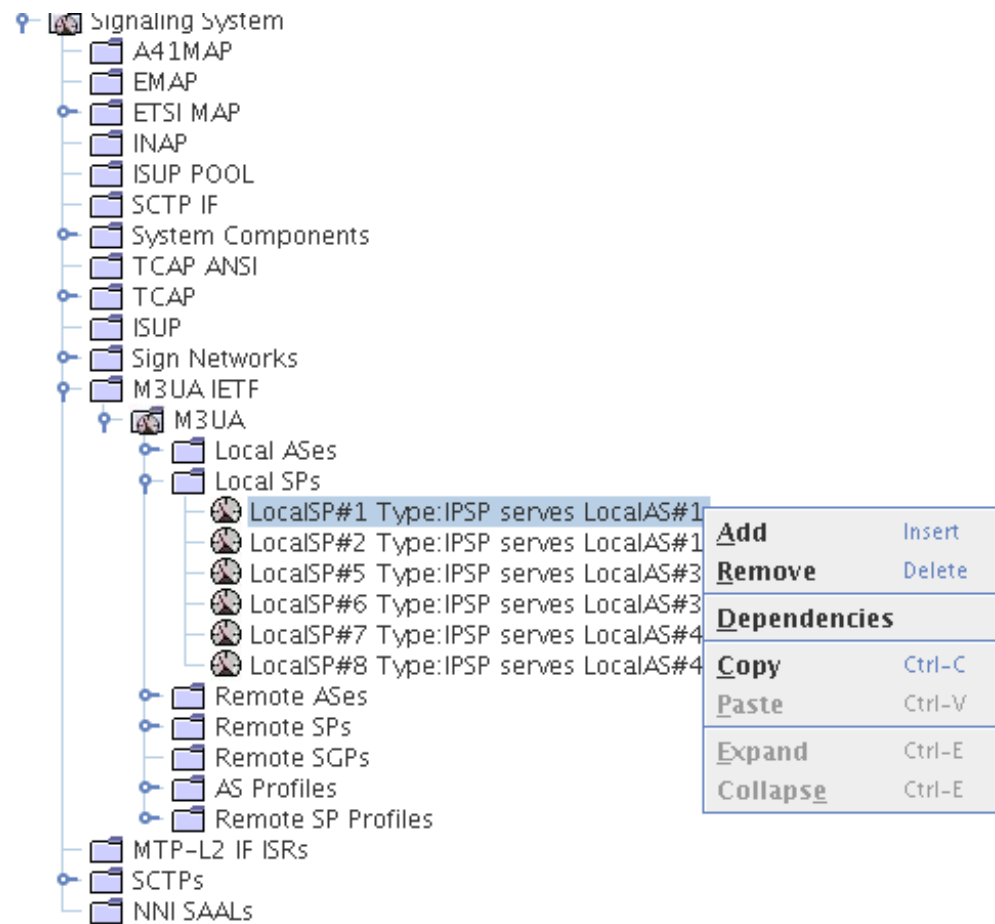 Signaling System
A41MAP
EMAP
ETSI MAP
INAP
ISUP POOL
SCTP IF
System Components
TCAP ANSI
TCAP
ISUP
Sign Networks
M3UA IETF
M3UA
Local ASes
Local SPs
LocalSP#1 Type:IPSP serves LocalAS#1
LocalSP#2 Type:IPSP serves LocalAS#1
LocalSP#5 Type:IPSP serves LocalAS#3
LocalSP#6 Type:IPSP serves LocalAS#3
LocalSP#7 Type:IPSP serves LocalAS#4
LocalSP#8 Type:IPSP serves LocalAS#4
Remote ASes
Remote SPs
Remote SGPs
AS Profiles
Remote SP Profiles
MTP-L2 IF ISRs
SCTPs
NNI SAALs
Add Insert
Remove Delete
Dependencies
Copy Ctrl-C
Paste Ctrl-V
Expand Ctrl-E
Collapse Ctrl-E